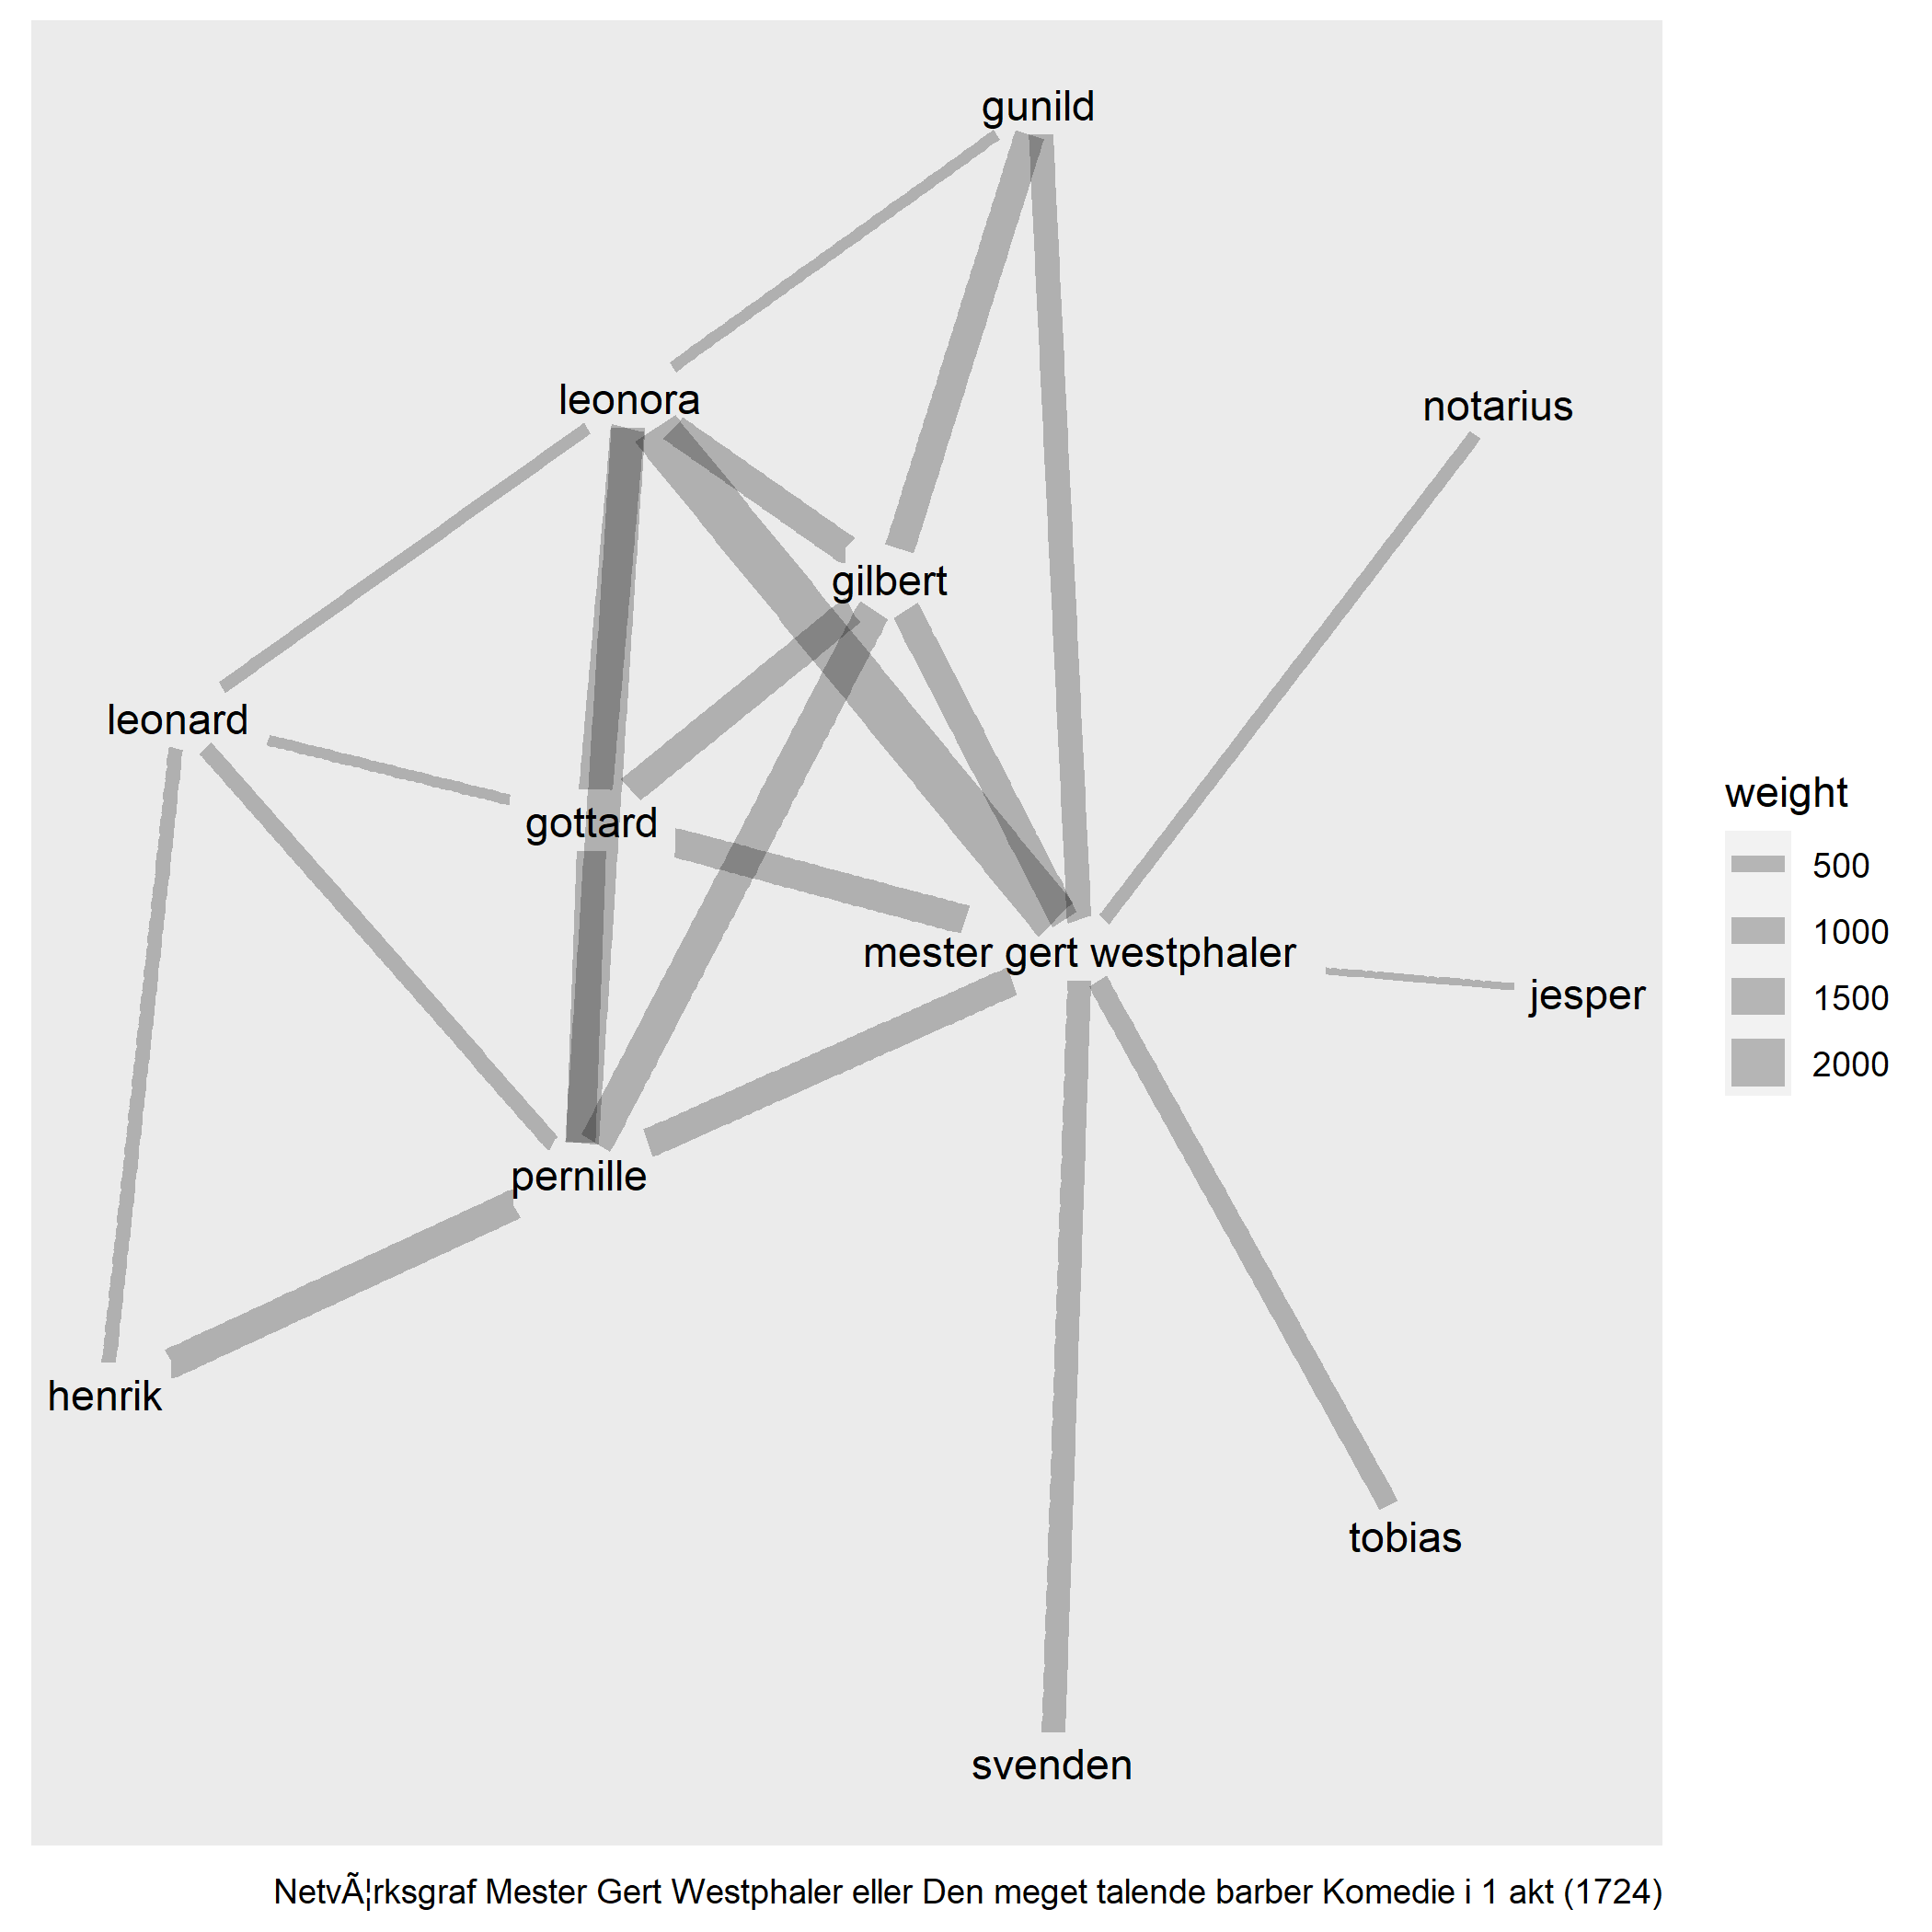 gunild
leonora
notarius
gilbert
leonard
gottard
mester gert westphaler
jesper
pernille
henrik
tobias
svenden
weight
500
1000
1500
2000
NetvÃ¦rksgraf Mester Gert Westphaler eller Den meget talende barber Komedie i 1 akt (1724)